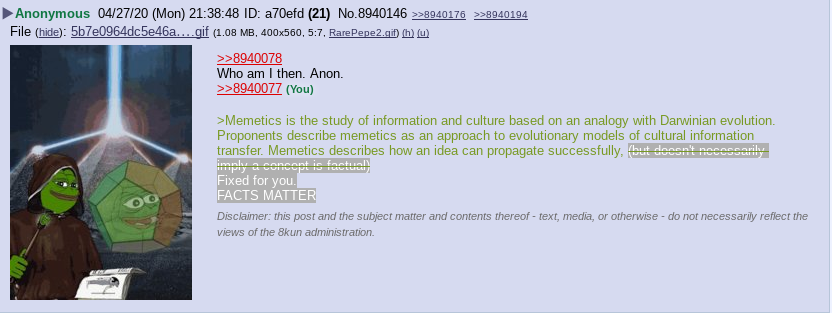 ▶Anonymous 04/27/20 (Mon) 21:38:48 ID: a70efd (21) No.8940146 >>8940176 >>8940194
File (hide): 5b7e0964dc5e46a….gif (1.08 MB, 400x560, 5:7, RarePepe2.gif) (h) (u)
>>8940078
Who am I then. Anon.
>>8940077 (You)
>Memetics is the study of information and culture based on an analogy with Darwinian evolution.
Proponents describe memetics as an approach to evolutionary models of cultural information
transfer. Memetics describes how an idea can propagate successfully, (but doesn't necessarily
imply a concept is factual)
Fixed for you.
FACTS MATTER
Disclaimer: this post and the subject matter and contents thereof - text, media, or otherwise - do not necessarily reflect the
views of the 8kun administration.